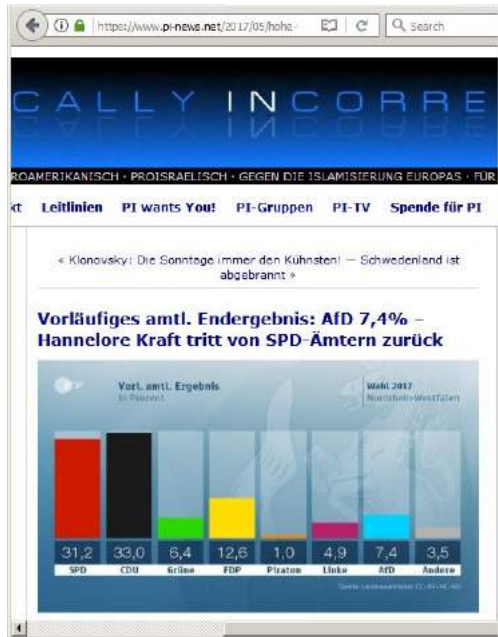 https://www.pi-news.net/2017/05/hohe-
Search
CALLY INCORRE
ROAMERIKANISCH · PROISRAELISCH · GEGEN DIE ISLAMISIERUNG EUROPAS · FÜR
kt Leitlinien PI wants You! PI-Gruppen PI-TV Spende für PI
« Klonovsky: Die Sonntage immer den Kühnsten! — Schwedenland ist
abgebrannt »
Vorläufiges amtl. Endergebnis: AfD 7,4% –
Hannelore Kraft tritt von SPD-Ämtern zurück
Vorl. amtl. Ergebnis
In Prozent
Wahl 2017
Nordrhein-Westfalen
31,2 33,0 6,4 12,6 1,0 4,9 7,4 3,5
SPD CDU Grüne FDP Piraten Linke AfD Andere